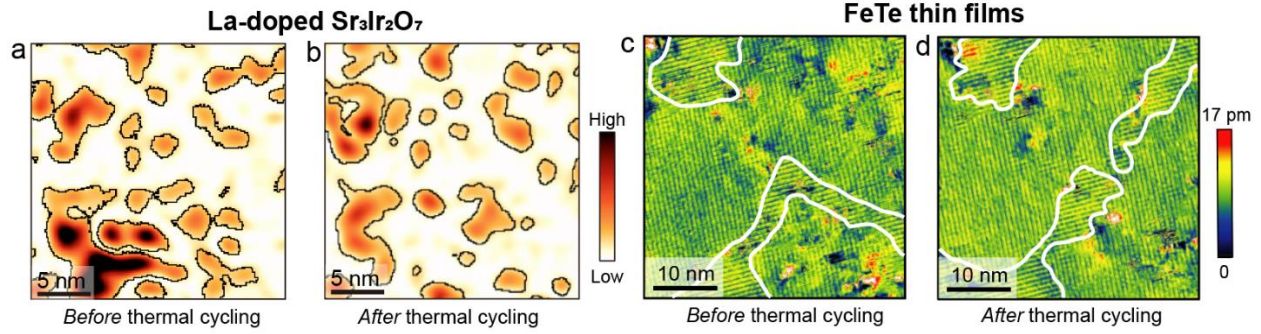 La-doped Sr₃Ir₂O₇
FeTe thin films
a
b
c
d
High
Low
17 pm
0
5 nm
5 nm
10 nm
10 nm
Before thermal cycling
After thermal cycling
Before thermal cycling
After thermal cycling